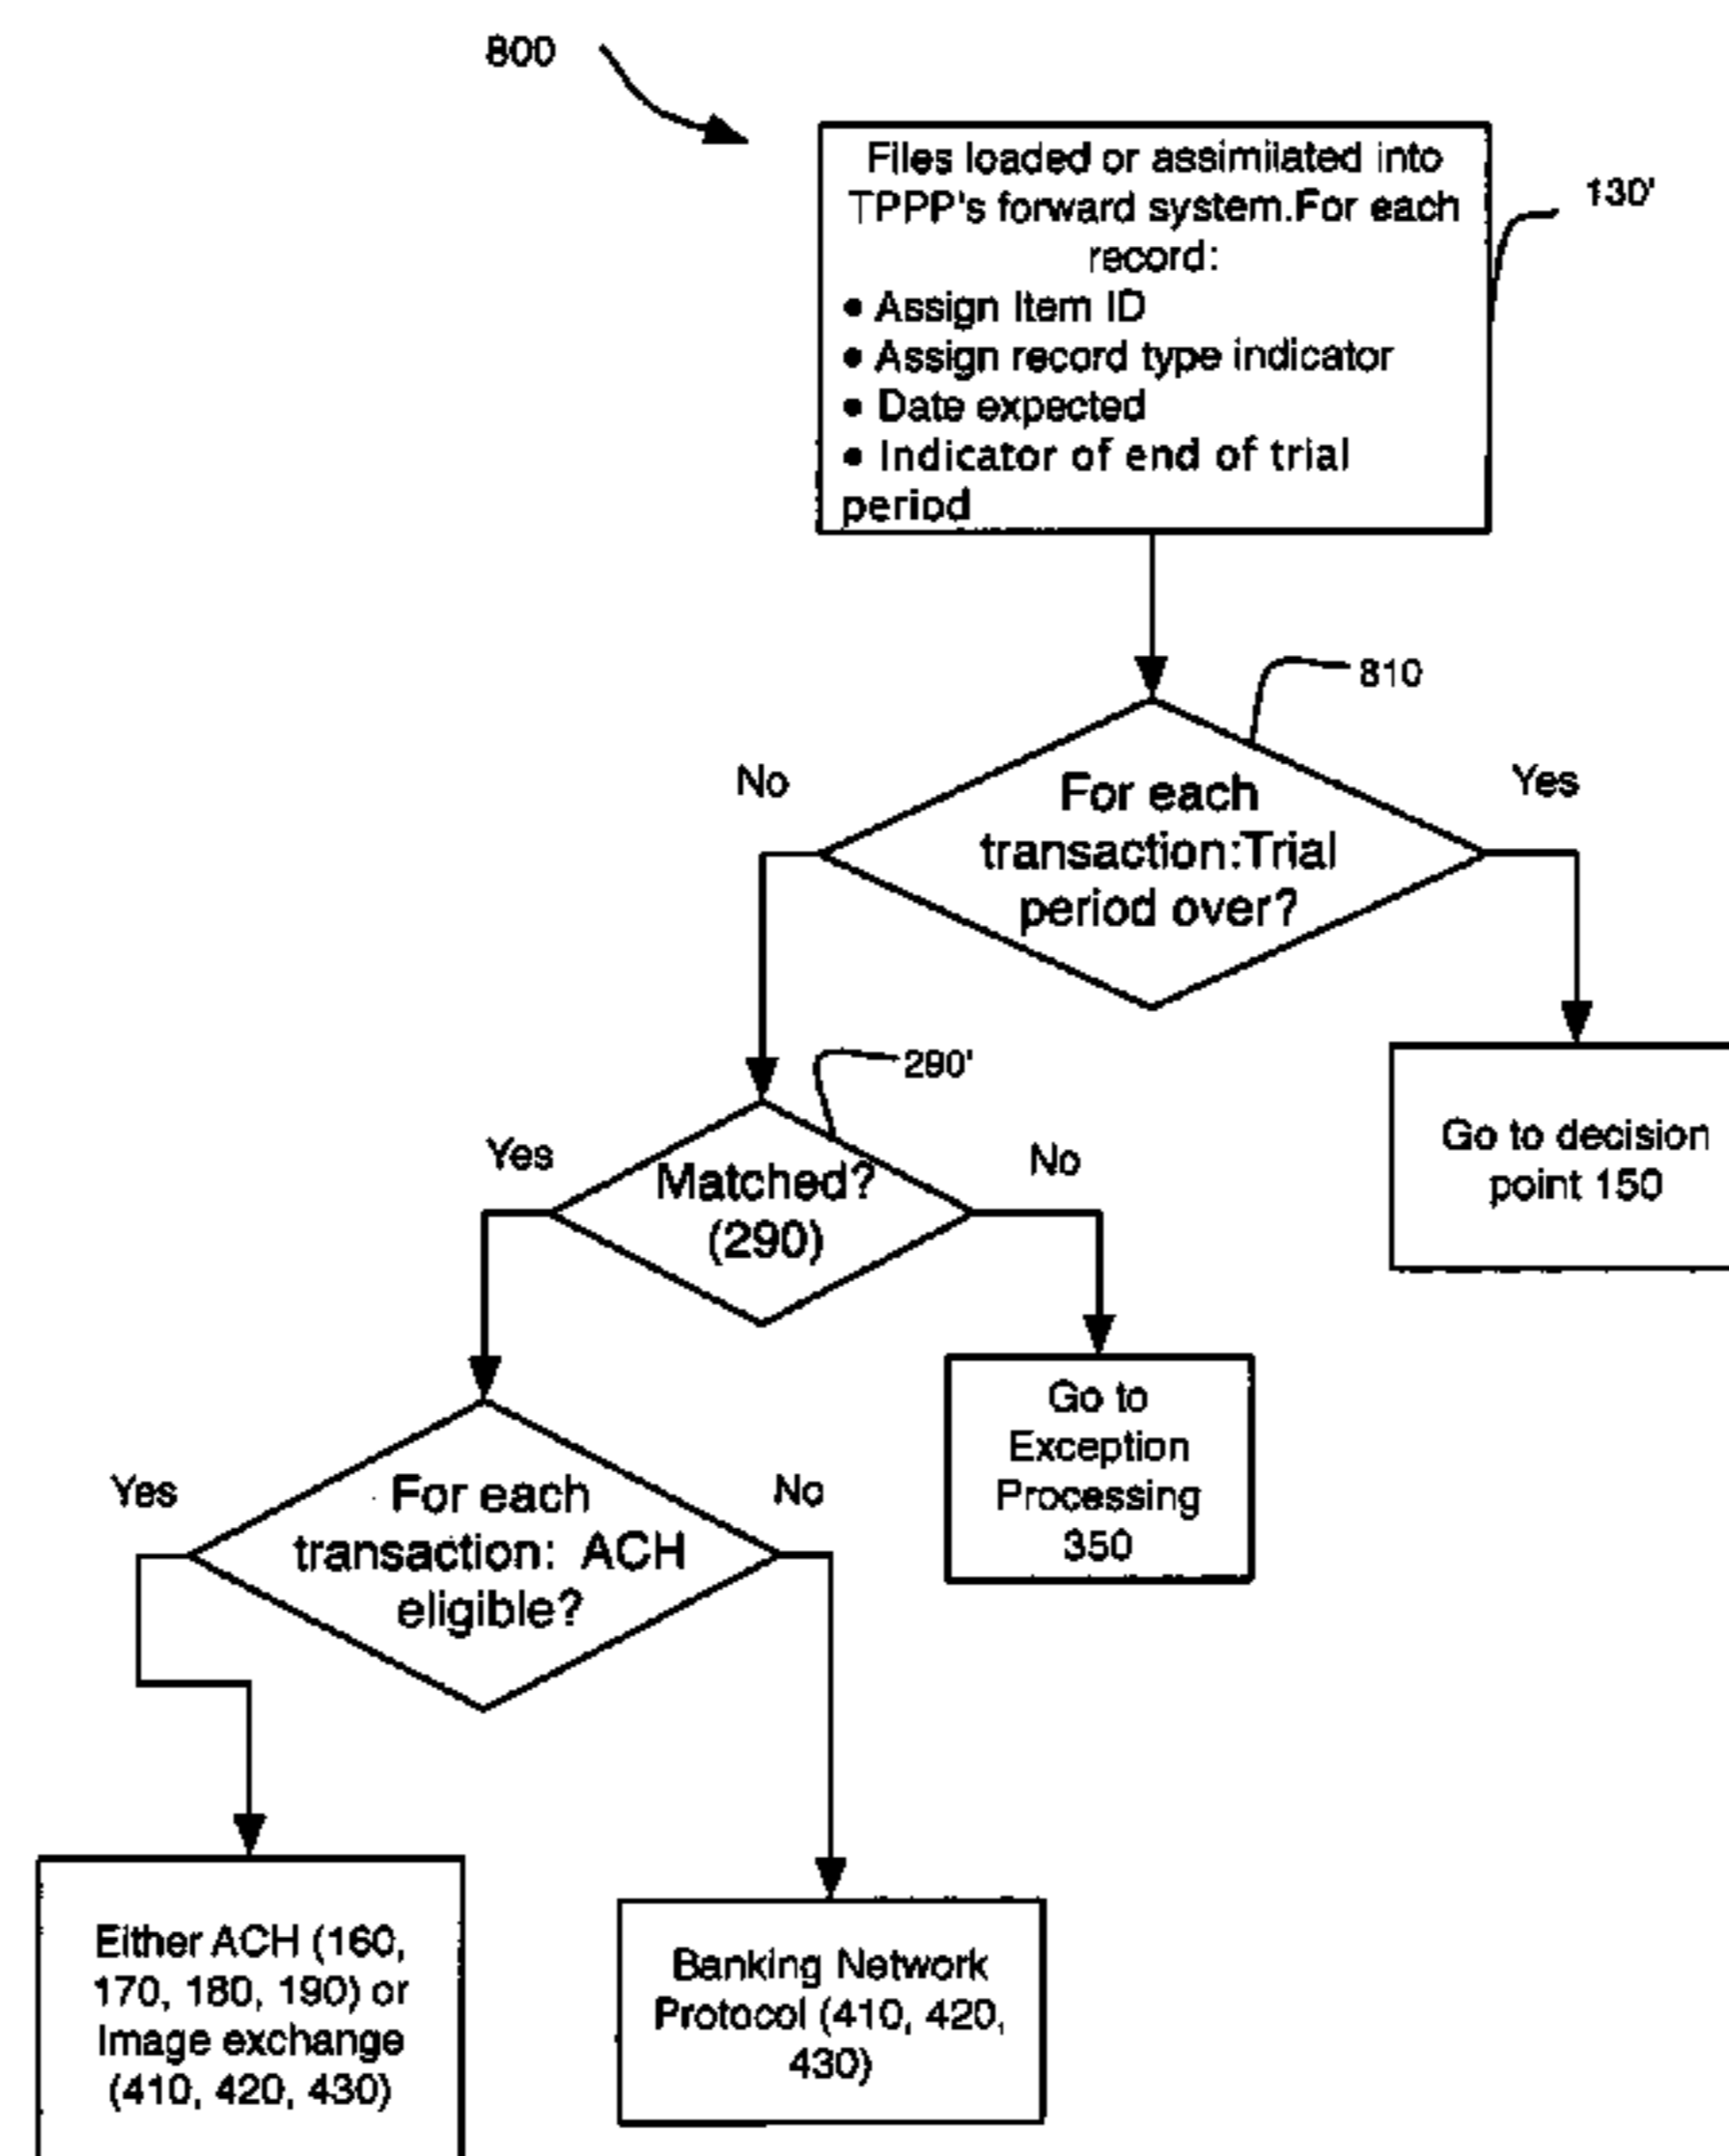 800
Files loaded or assimilated into
TPPP's forward system.For each
record:
• Assign Item ID
• Assign record type indicator
• Date expected
• Indicator of end of trial
period
130'
810
No
For each
transaction:Trial
period over?
Yes
290'
Go to decision
point 150
Yes
Matched?
(290)
No
Go to
Exception
Processing
350
Yes
For each
transaction: ACH
eligible?
No
Either ACH (160,
170, 180, 190) or
Image exchange
(410, 420, 430)
Banking Network
Protocol (410, 420,
430)